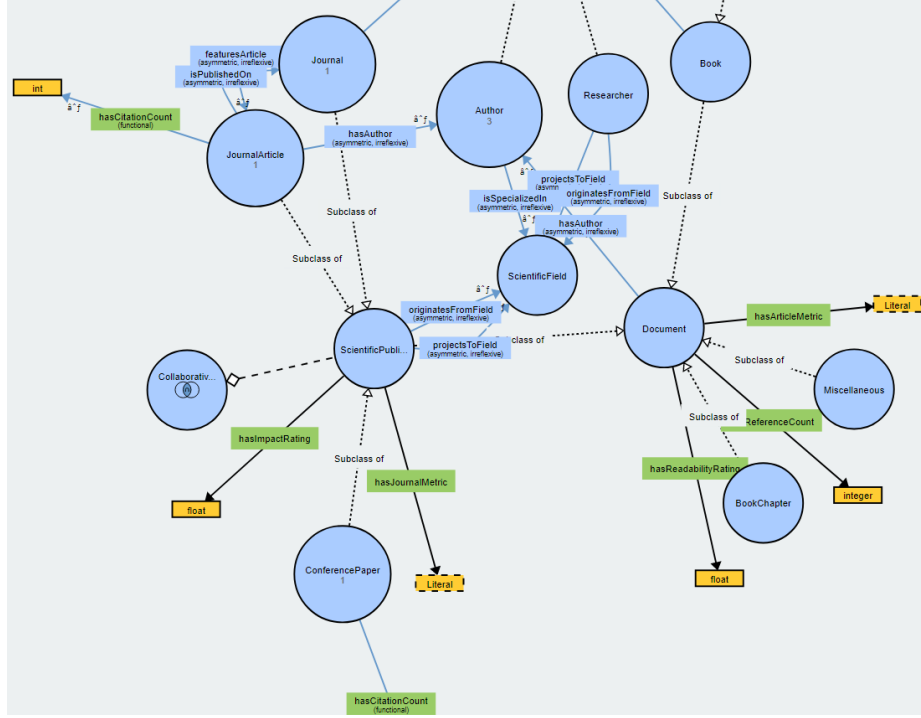 featuresArticle
(asymmetric, irreflexive)
isPublishedOn
(asymmetric, irreflexive)
Journal
1
Book
int
Author
3
Researcher
hasCitationCount
(functional)
JournalArticle
1
hasAuthor
(asymmetric, irreflexive)
projectsToField
isSpecializedIn
(asymmetric, irreflexive)
originatesFromField
(asymmetric, irreflexive)
Subclass of
Subclass of
hasAuthor
(asymmetric, irreflexive)
Subclass of
ScientificField
Literal
originatesFromField
(asymmetric, irreflexive)
hasArticleMetric
Document
ScientificPubli...
projectsToField
(asymmetric, irreflexive)
Subclass of
Collaborativ...
Miscellaneous
Subclass of
hasImpactRating
Subclass of
hasReadabilityRating
hasJournalMetric
BookChapter
integer
float
ConferencePaper
1
Literal
float
hasCitationCount
(functional)